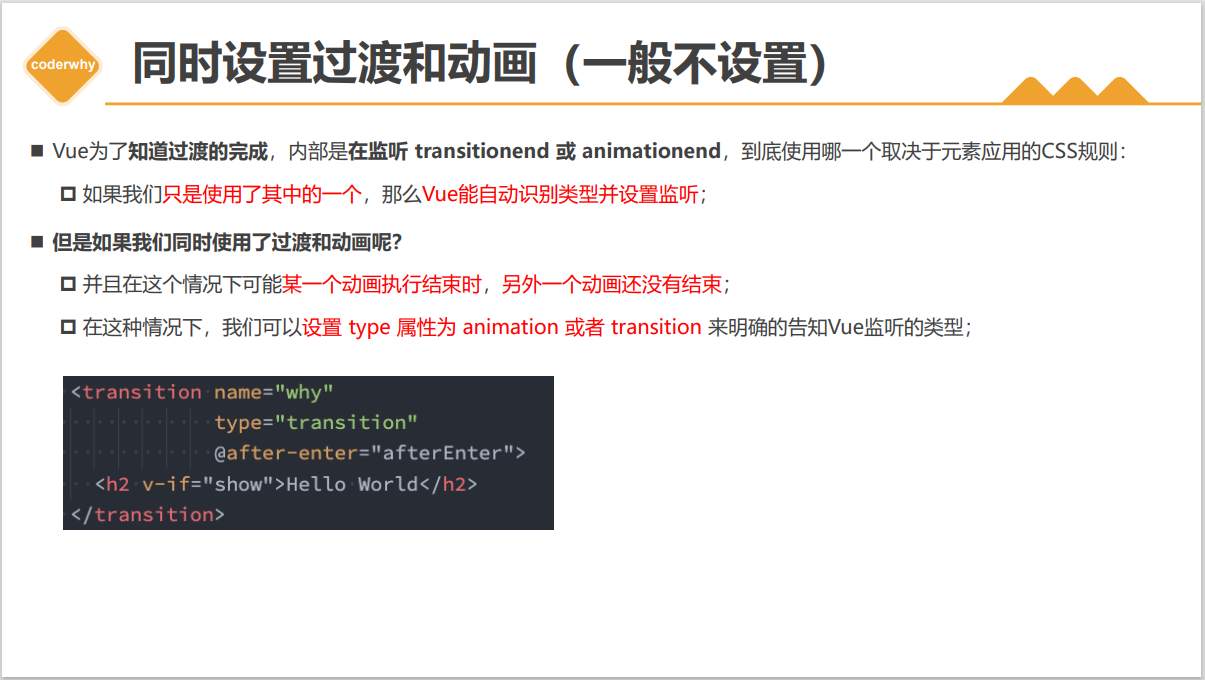 coderwhy
同时设置过渡和动画（一般不设置）
Vue为了知道过渡的完成，内部是在监听 transitionend 或 animationend，到底使用哪一个取决于元素应用的CSS规则：
如果我们只是使用了其中的一个，那么Vue能自动识别类型并设置监听；
但是如果我们同时使用了过渡和动画呢？
并且在这个情况下可能某一个动画执行结束时，另外一个动画还没有结束；
在这种情况下，我们可以设置 type 属性为 animation 或者 transition 来明确的告知Vue监听的类型；
<transition name="why"
type="transition"
@after-enter="afterEnter">
<h2 v-if="show">Hello World</h2>
</transition>